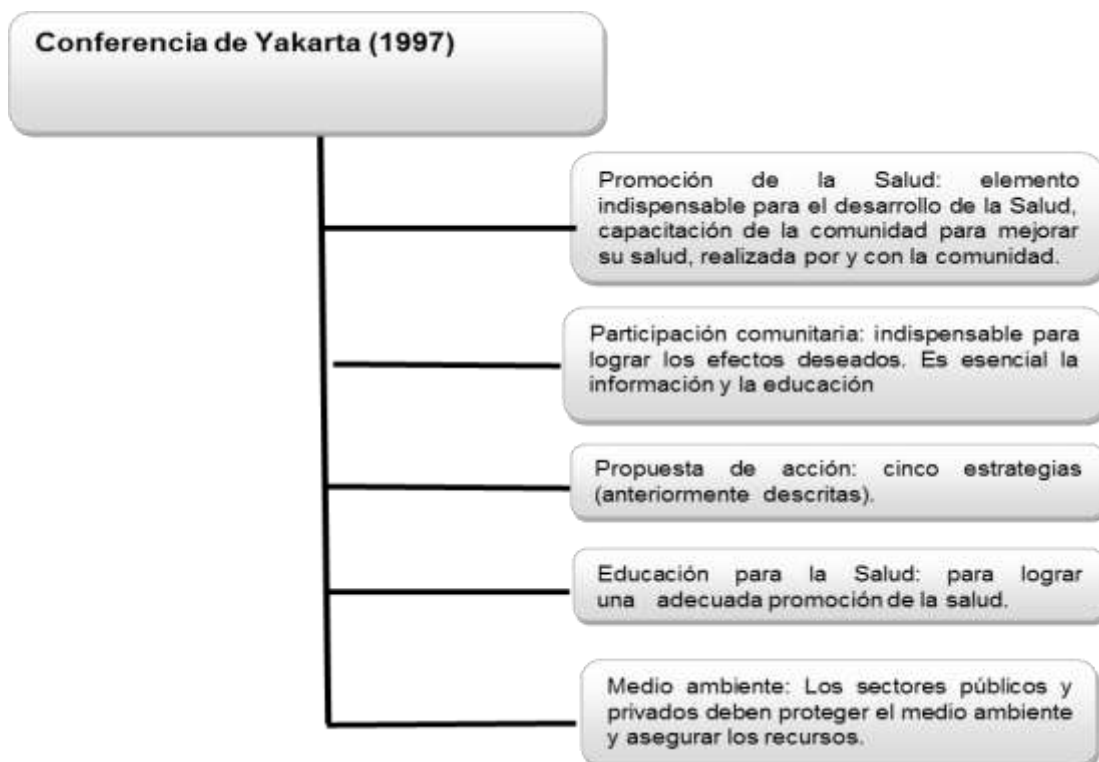 Conferencia de Yakarta (1997)
Promoción de la Salud: elemento
indispensable para el desarrollo de la Salud,
capacitación de la comunidad para mejorar
su salud, realizada por y con la comunidad.
Participación comunitaria: indispensable para
lograr los efectos deseados. Es esencial la
información y la educación
Propuesta de acción: cinco estrategias
(anteriormente descritas).
Educación para la Salud: para lograr
una adecuada promoción de la salud.
Medio ambiente: Los sectores públicos y
privados deben proteger el medio ambiente
y asegurar los recursos.